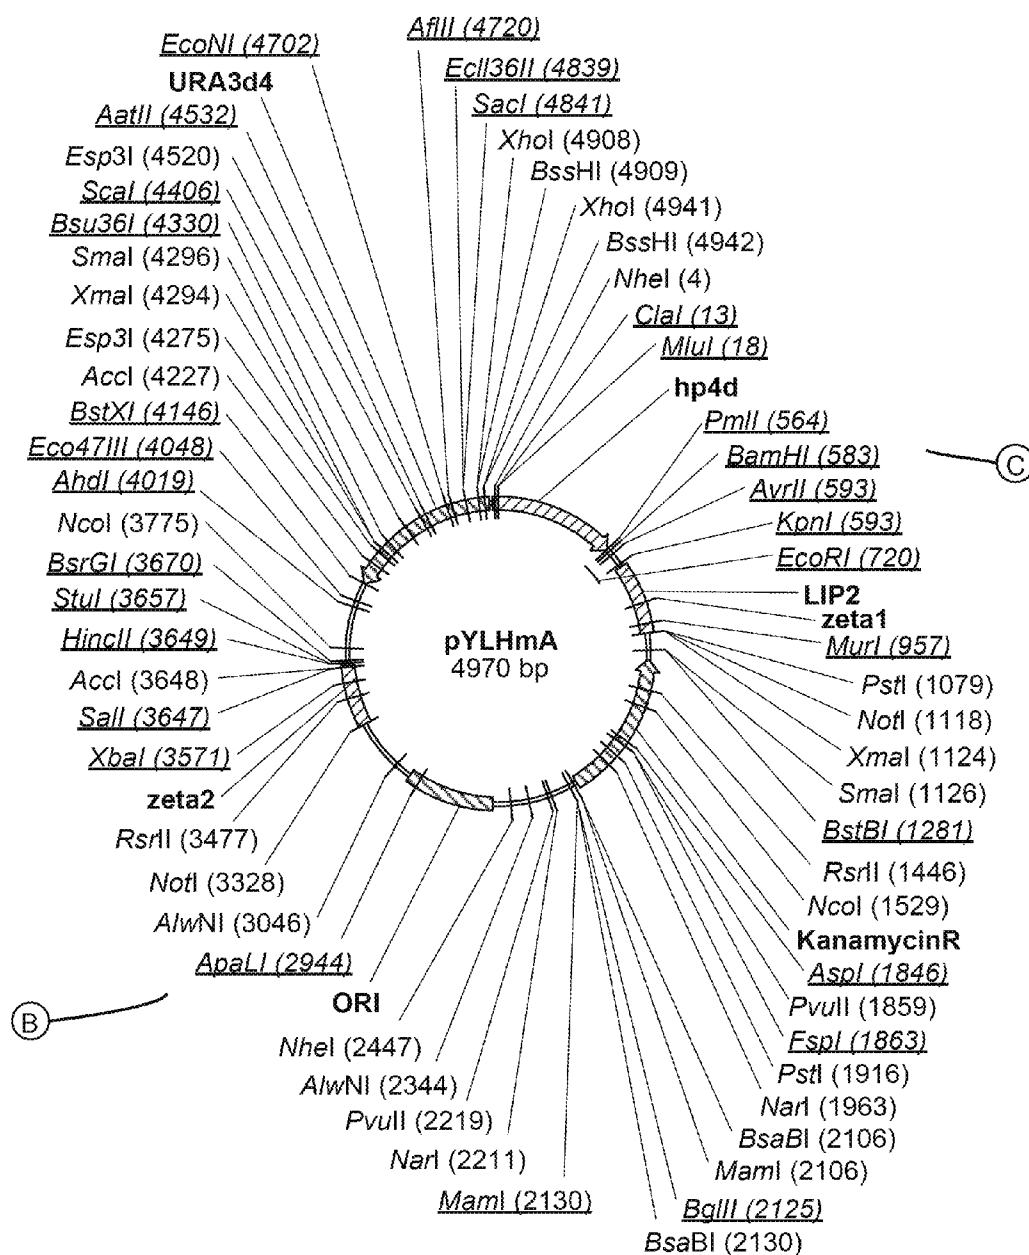 AflII (4720)
EcoNI (4702)
Ecll36II (4839)
URA3d4
SacI (4841)
AatII (4532)
XhoI (4908)
Esp3I (4520)
BssHI (4909)
ScaI (4406)
XhoI (4941)
Bsu36I (4330)
BssHI (4942)
SmaI (4296)
NheI (4)
XmaI (4294)
ClaI (13)
Esp3I (4275)
MluI (18)
AccI (4227)
hp4d
BstXI (4146)
PmlI (564)
Eco47III (4048)
BamHI (583)
C
AhdI (4019)
AvrII (593)
NcoI (3775)
KpnI (593)
BsrGI (3670)
EcoRI (720)
StuI (3657)
LIP2
zeta1
HincII (3649)
pYLHmA
4970 bp
MurI (957)
AccI (3648)
PstI (1079)
SalI (3647)
NotI (1118)
XbaI (3571)
XmaI (1124)
zeta2
SmaI (1126)
RsrII (3477)
BstBI (1281)
NotI (3328)
RsrII (1446)
AlwNI (3046)
NcoI (1529)
KanamycinR
ApaLI (2944)
AspI (1846)
ORI
PvuII (1859)
B
FspI (1863)
NheI (2447)
PstI (1916)
AlwNI (2344)
NarI (1963)
PvuII (2219)
BsaBI (2106)
NarI (2211)
MamI (2106)
MamI (2130)
BglII (2125)
BsaBI (2130)